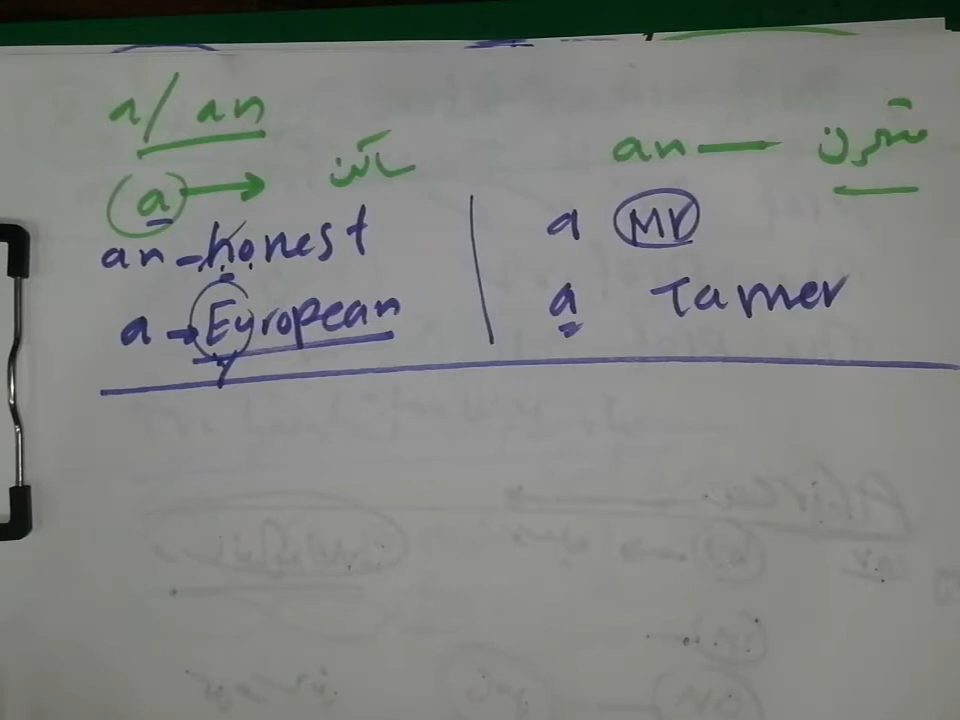 a / an
a → ساكن
an → متحرك
an - honest
a → European
y
a Mr
a Tamer